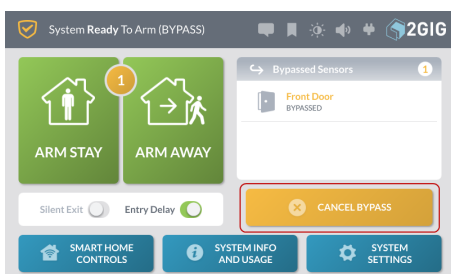 System Ready To Arm (BYPASS)
2GIG
1
ARM STAY
ARM AWAY
Bypassed Sensors
1
Front Door
BYPASSED
Silent Exit
Entry Delay
CANCEL BYPASS
SMART HOME
CONTROLS
SYSTEM INFO
AND USAGE
SYSTEM
SETTINGS